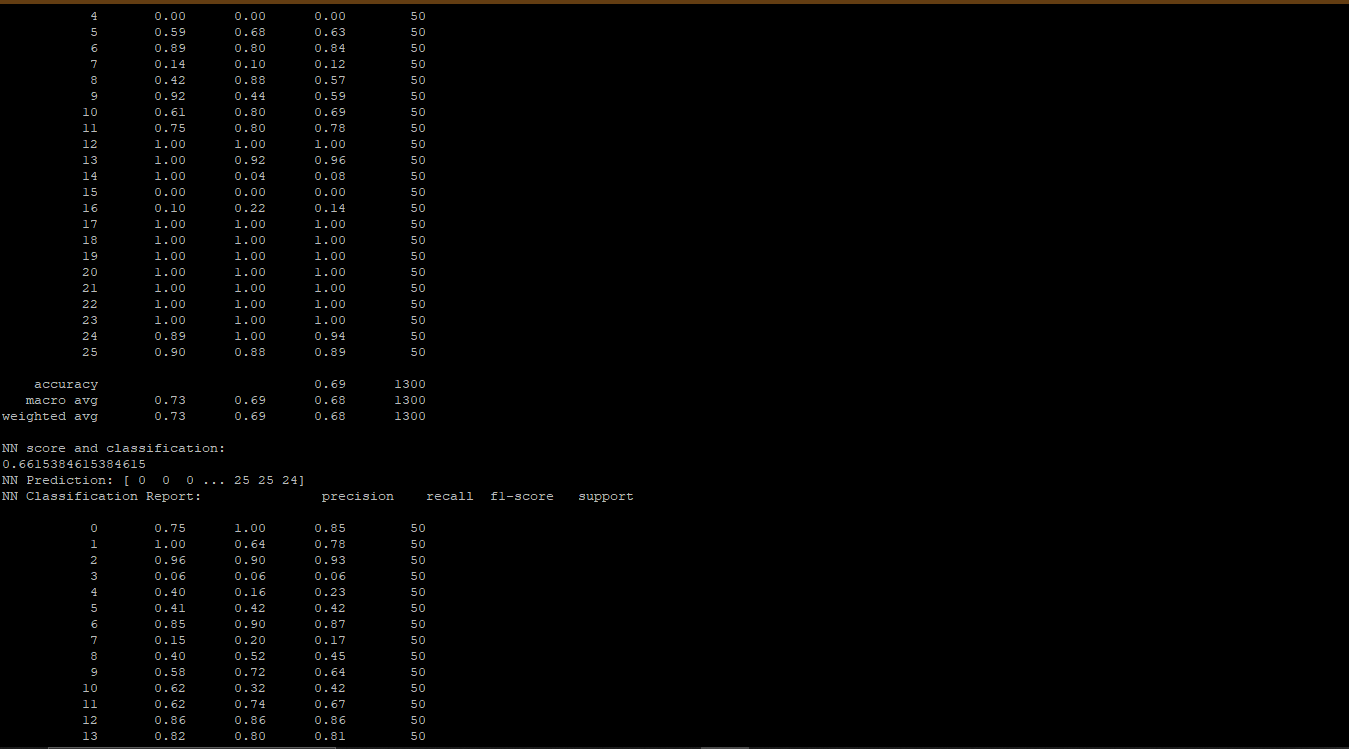 4 0.00 0.00 0.00 50
5 0.59 0.68 0.63 50
6 0.89 0.80 0.84 50
7 0.14 0.10 0.12 50
8 0.42 0.88 0.57 50
9 0.92 0.44 0.59 50
10 0.61 0.80 0.69 50
11 0.75 0.80 0.78 50
12 1.00 1.00 1.00 50
13 1.00 0.92 0.96 50
14 1.00 0.04 0.08 50
15 0.00 0.00 0.00 50
16 0.10 0.22 0.14 50
17 1.00 1.00 1.00 50
18 1.00 1.00 1.00 50
19 1.00 1.00 1.00 50
20 1.00 1.00 1.00 50
21 1.00 1.00 1.00 50
22 1.00 1.00 1.00 50
23 1.00 1.00 1.00 50
24 0.89 1.00 0.94 50
25 0.90 0.88 0.89 50
accuracy 0.69 1300
macro avg 0.73 0.69 0.68 1300
weighted avg 0.73 0.69 0.68 1300
NN score and classification:
0.6615384615384615
NN Prediction: [ 0 0 0 ... 25 25 24]
NN Classification Report: precision recall f1-score support
0 0.75 1.00 0.85 50
1 1.00 0.64 0.78 50
2 0.96 0.90 0.93 50
3 0.06 0.06 0.06 50
4 0.40 0.16 0.23 50
5 0.41 0.42 0.42 50
6 0.85 0.90 0.87 50
7 0.15 0.20 0.17 50
8 0.40 0.52 0.45 50
9 0.58 0.72 0.64 50
10 0.62 0.32 0.42 50
11 0.62 0.74 0.67 50
12 0.86 0.86 0.86 50
13 0.82 0.80 0.81 50